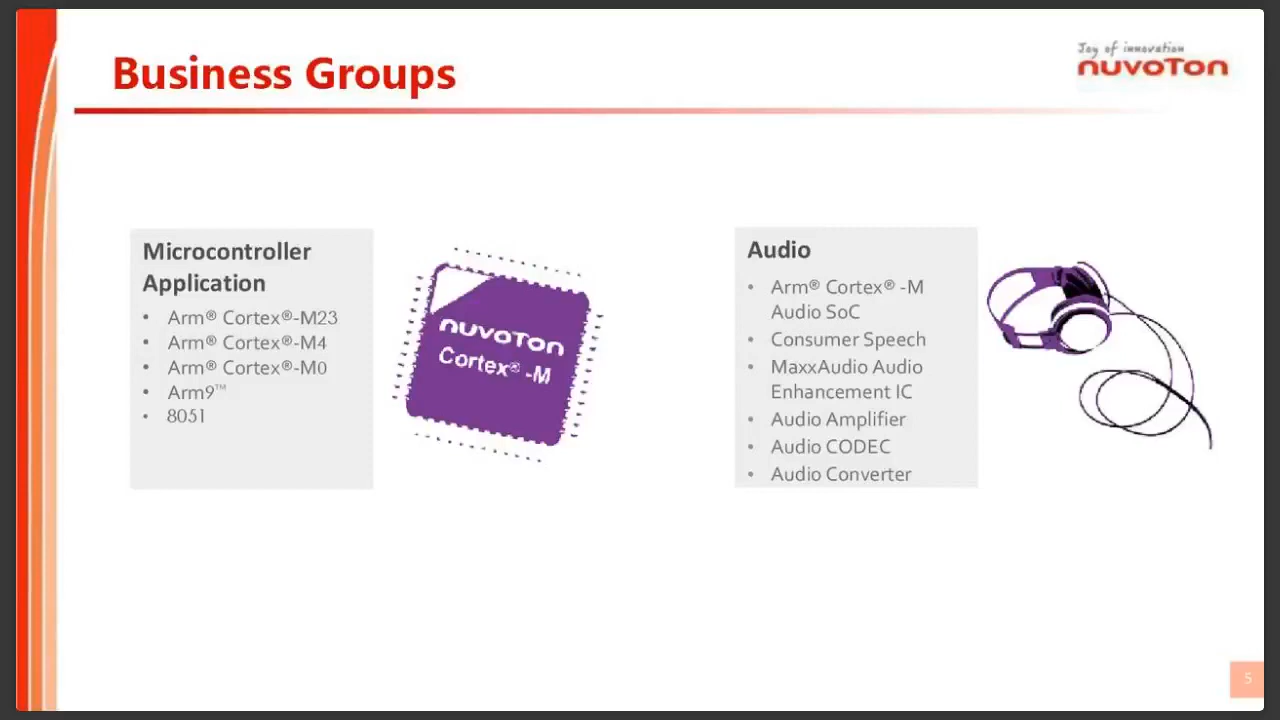 Business Groups
Joy of innovation
nuvoTon
Microcontroller
Application
• Arm® Cortex®-M23
• Arm® Cortex®-M4
• Arm® Cortex®-M0
• Arm9™
• 8051
nuvoTon
Cortex® -M
Audio
• Arm® Cortex® -M
Audio SoC
• Consumer Speech
• MaxxAudio Audio
Enhancement IC
• Audio Amplifier
• Audio CODEC
• Audio Converter
5